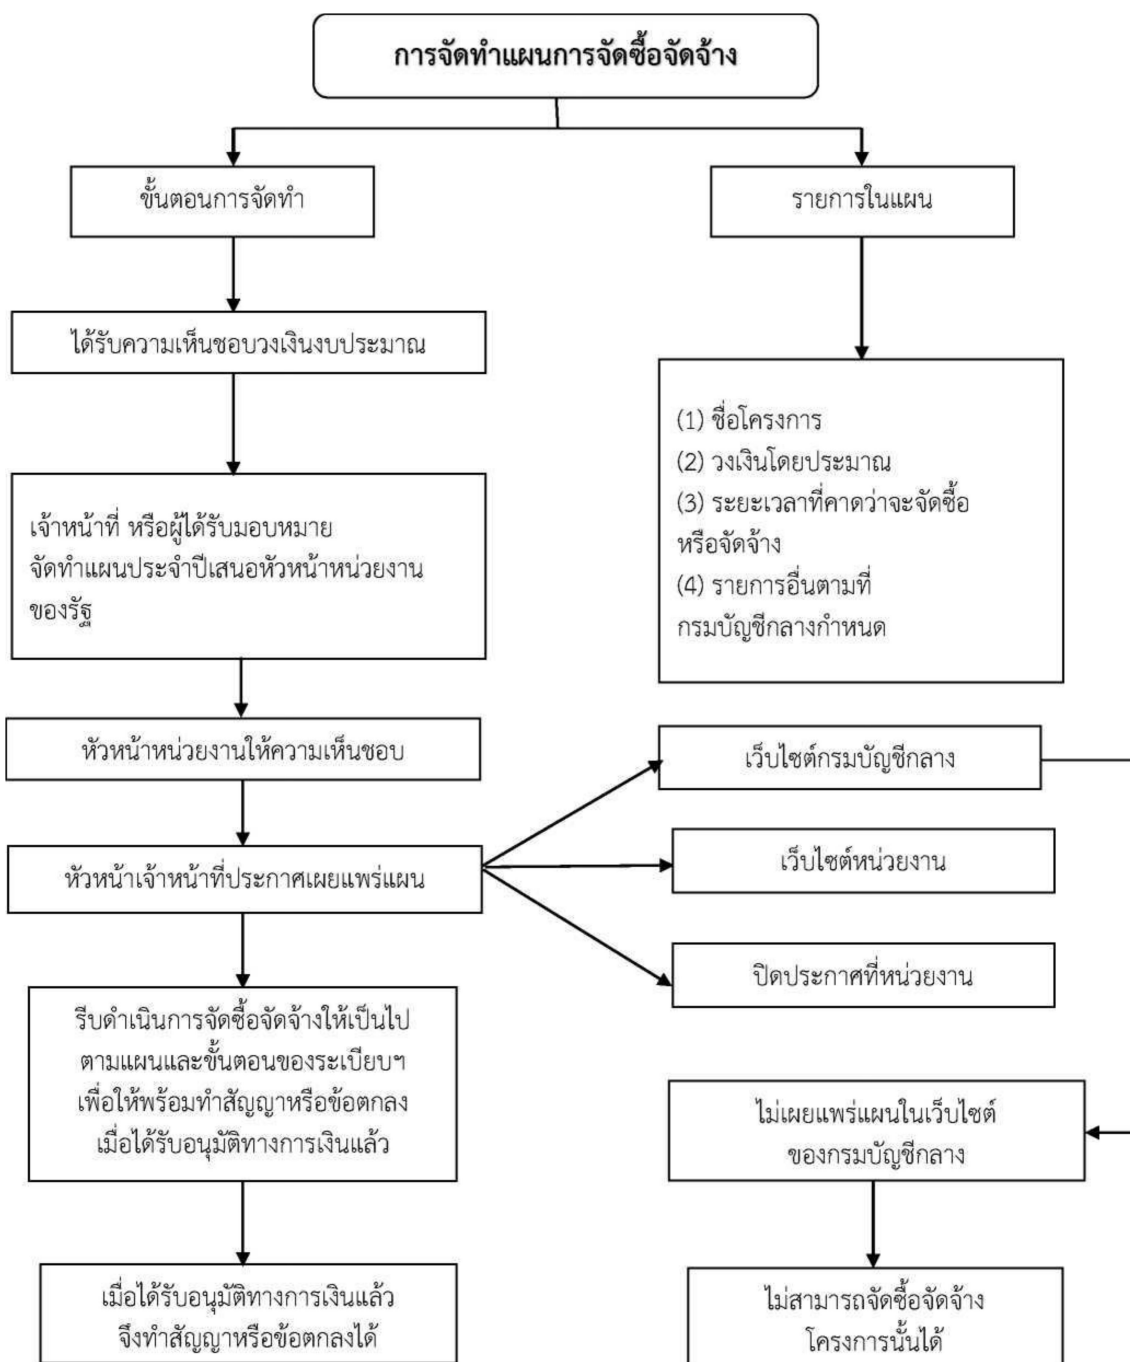 การจัดทำแผนการจัดซื้อจัดจ้าง
ขั้นตอนการจัดทำ
รายการในแผน
ได้รับความเห็นชอบวงเงินงบประมาณ
(1) ชื่อโครงการ
(2) วงเงินโดยประมาณ
(3) ระยะเวลาที่คาดว่าจะจัดซื้อ
หรือจัดจ้าง
(4) รายการอื่นตามที่
กรมบัญชีกลางกำหนด
เจ้าหน้าที่ หรือผู้ได้รับมอบหมาย
จัดทำแผนประจำปีเสนอหัวหน้าหน่วยงาน
ของรัฐ
หัวหน้าหน่วยงานให้ความเห็นชอบ
หัวหน้าเจ้าหน้าที่ประกาศเผยแพร่แผน
เว็บไซต์กรมบัญชีกลาง
เว็บไซต์หน่วยงาน
ปิดประกาศที่หน่วยงาน
รีบดำเนินการจัดซื้อจัดจ้างให้เป็นไป
ตามแผนและขั้นตอนของระเบียบฯ
เพื่อให้พร้อมทำสัญญาหรือข้อตกลง
เมื่อได้รับอนุมัติทางการเงินแล้ว
ไม่เผยแพร่แผนในเว็บไซต์
ของกรมบัญชีกลาง
เมื่อได้รับอนุมัติทางการเงินแล้ว
จึงทำสัญญาหรือข้อตกลงได้
ไม่สามารถจัดซื้อจัดจ้าง
โครงการนั้นได้